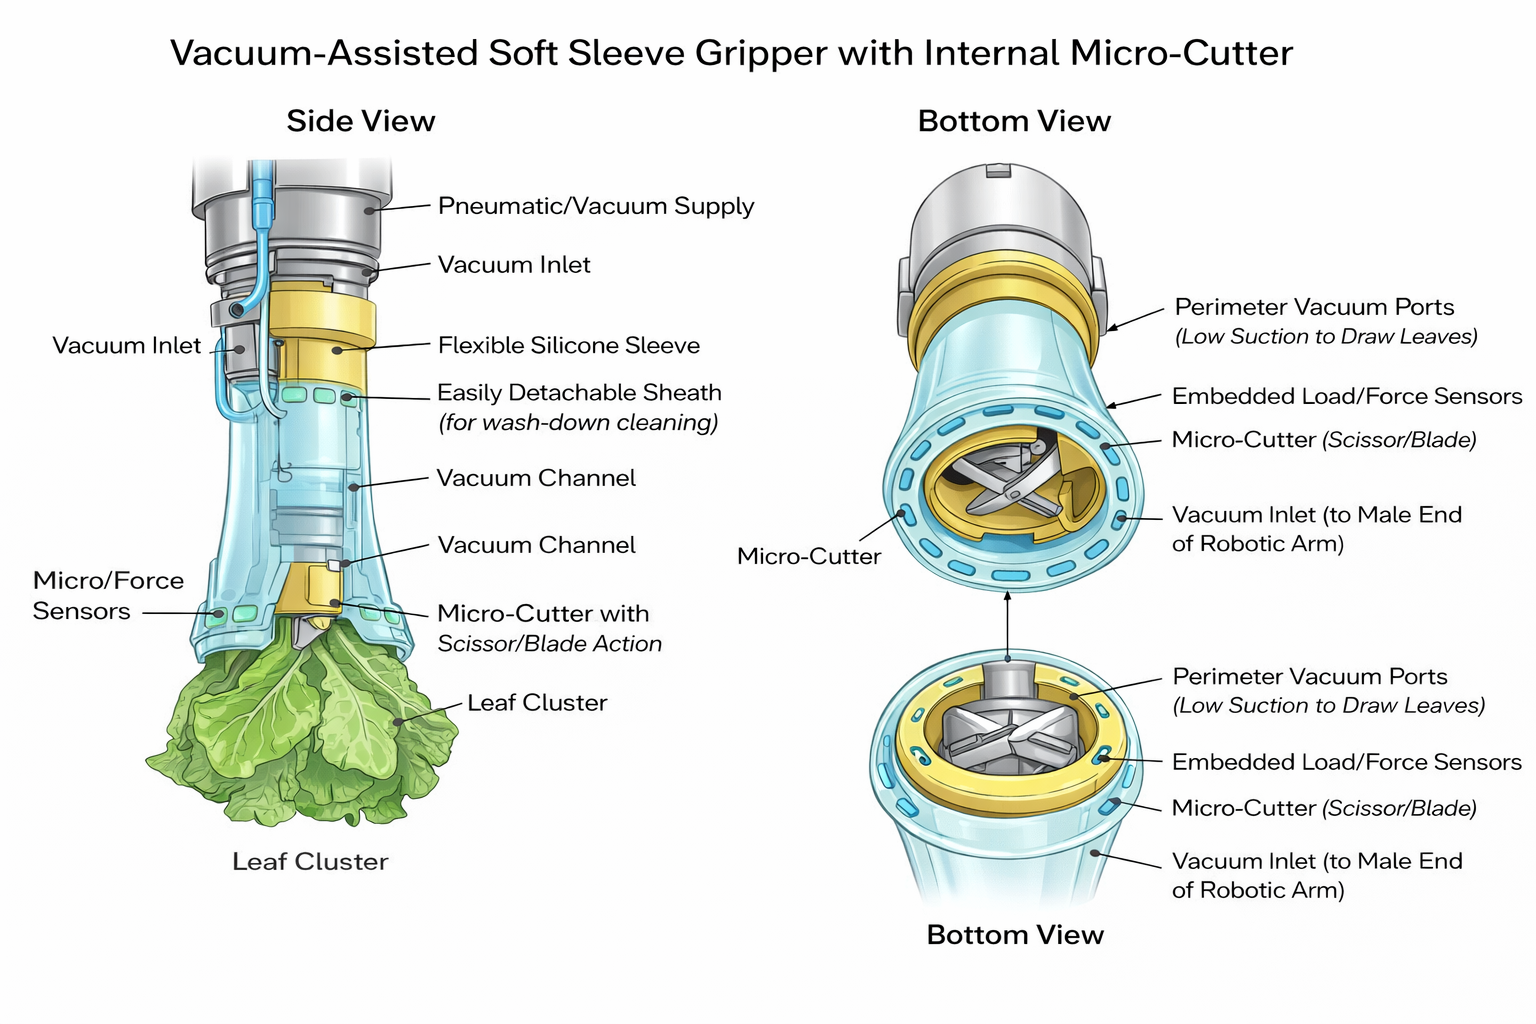 Vacuum-Assisted Soft Sleeve Gripper with Internal Micro-Cutter
Side View
Pneumatic/Vacuum Supply
Vacuum Inlet
Vacuum Inlet
Flexible Silicone Sleeve
Easily Detachable Sheath
(for wash-down cleaning)
Vacuum Channel
Vacuum Channel
Micro/Force
Sensors
Micro-Cutter with
Scissor/Blade Action
Leaf Cluster
Leaf Cluster
Bottom View
Perimeter Vacuum Ports
(Low Suction to Draw Leaves)
Embedded Load/Force Sensors
Micro-Cutter (Scissor/Blade)
Vacuum Inlet (to Male End
of Robotic Arm)
Micro-Cutter
Perimeter Vacuum Ports
(Low Suction to Draw Leaves)
Embedded Load/Force Sensors
Micro-Cutter (Scissor/Blade)
Vacuum Inlet (to Male End
of Robotic Arm)
Bottom View